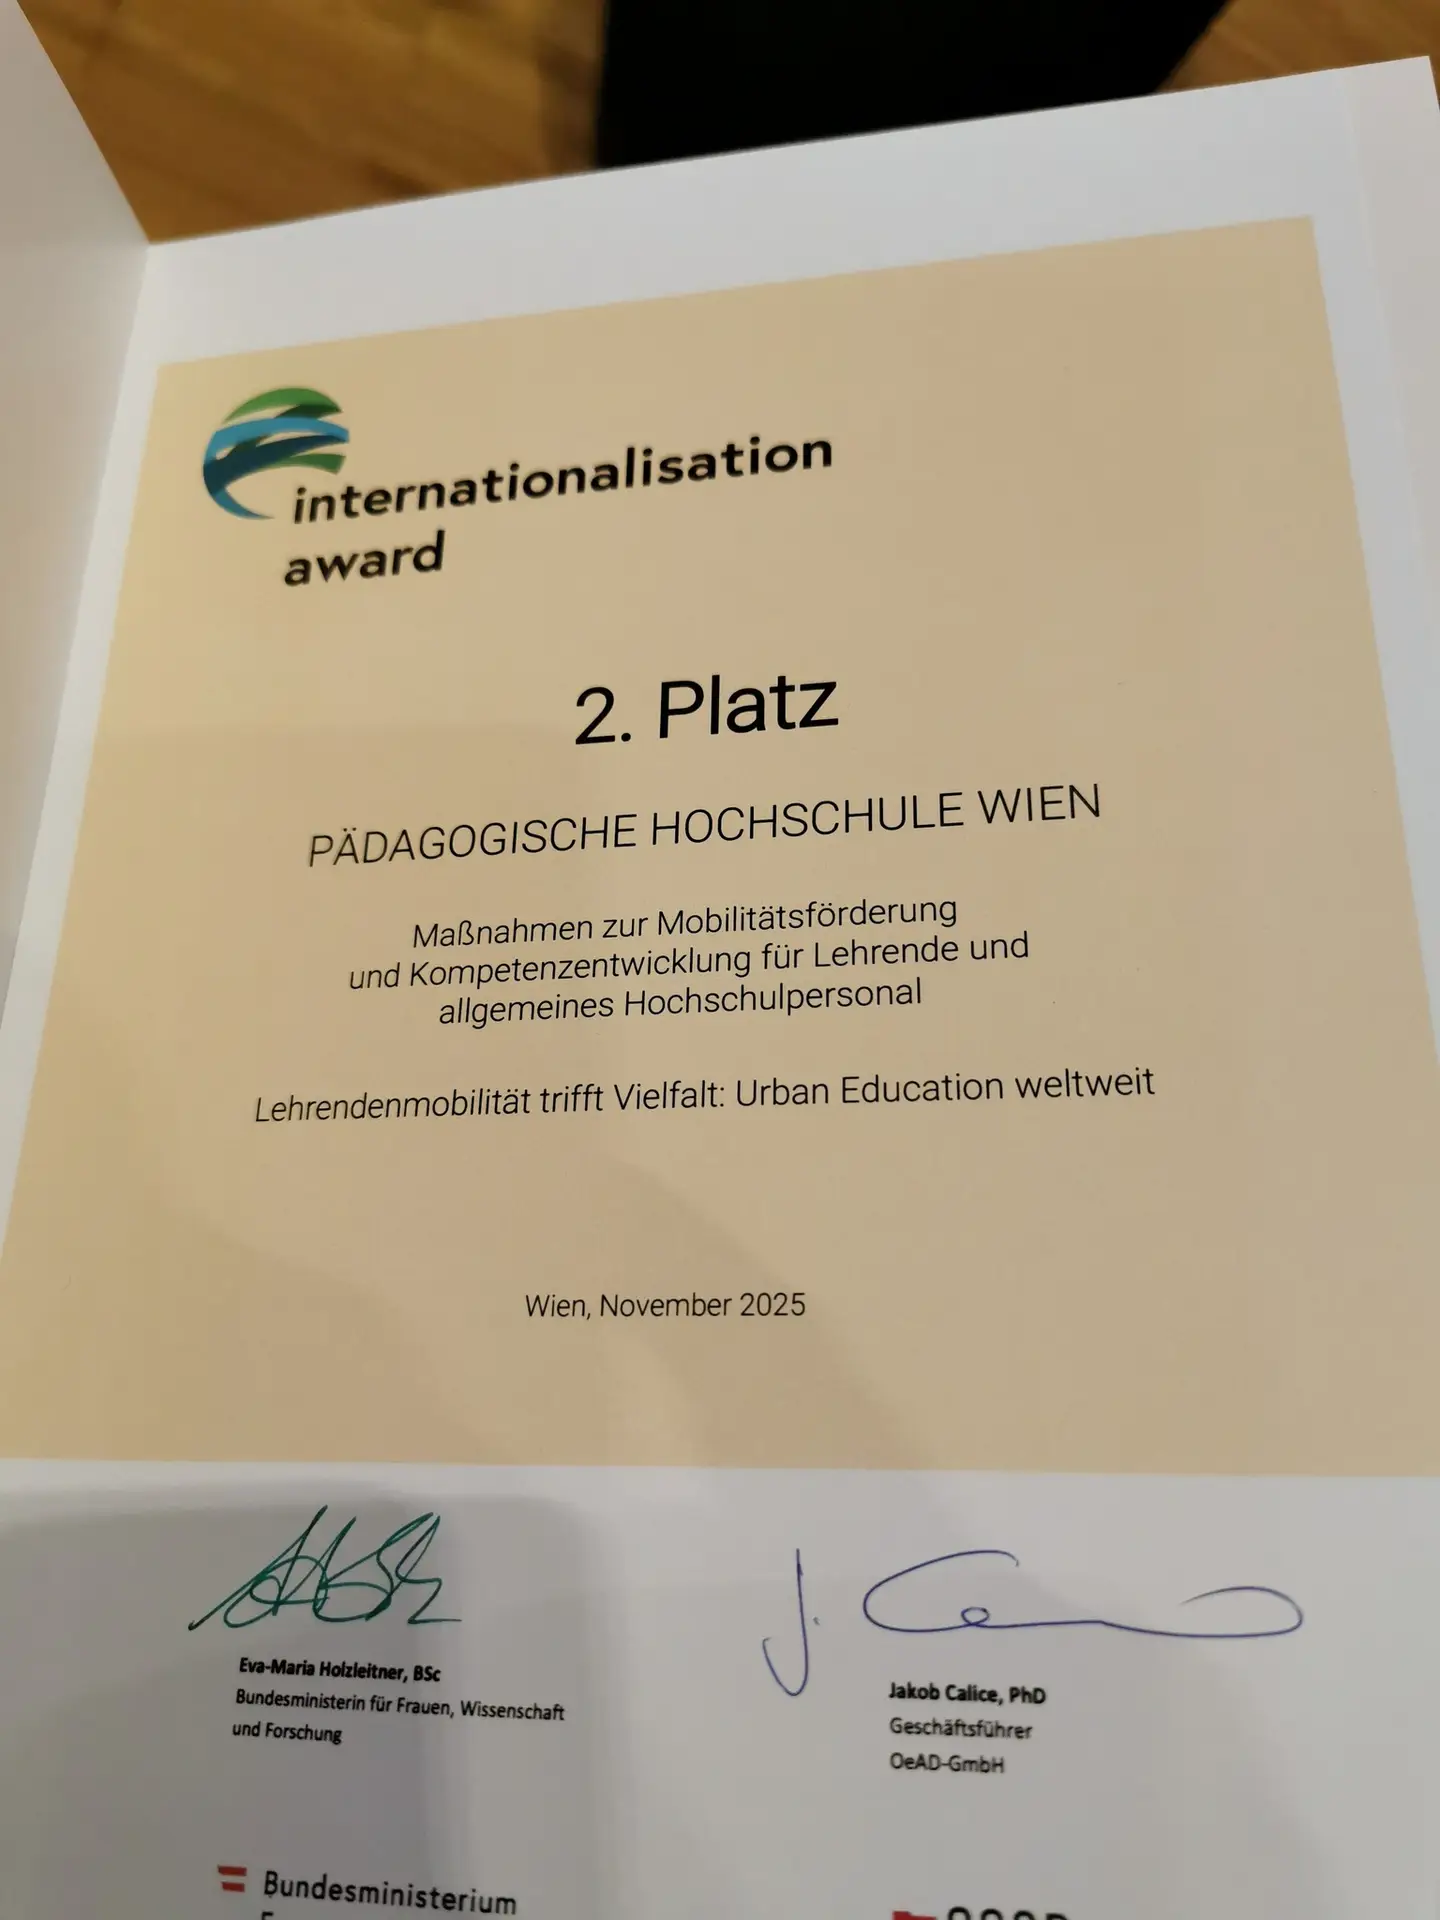 internationalisation
award
2. Platz
PÄDAGOGISCHE HOCHSCHULE WIEN
Maßnahmen zur Mobilitätsförderung
und Kompetenzentwicklung für Lehrende und
allgemeines Hochschulpersonal
Lehrendenmobilität trifft Vielfalt: Urban Education weltweit
Wien, November 2025
Eva-Maria Holzleitner, BSc
Bundesministerin für Frauen, Wissenschaft
und Forschung
J.
Jakob Calice, PhD
Geschäftsführer
OeAD-GmbH
Bundesministerium